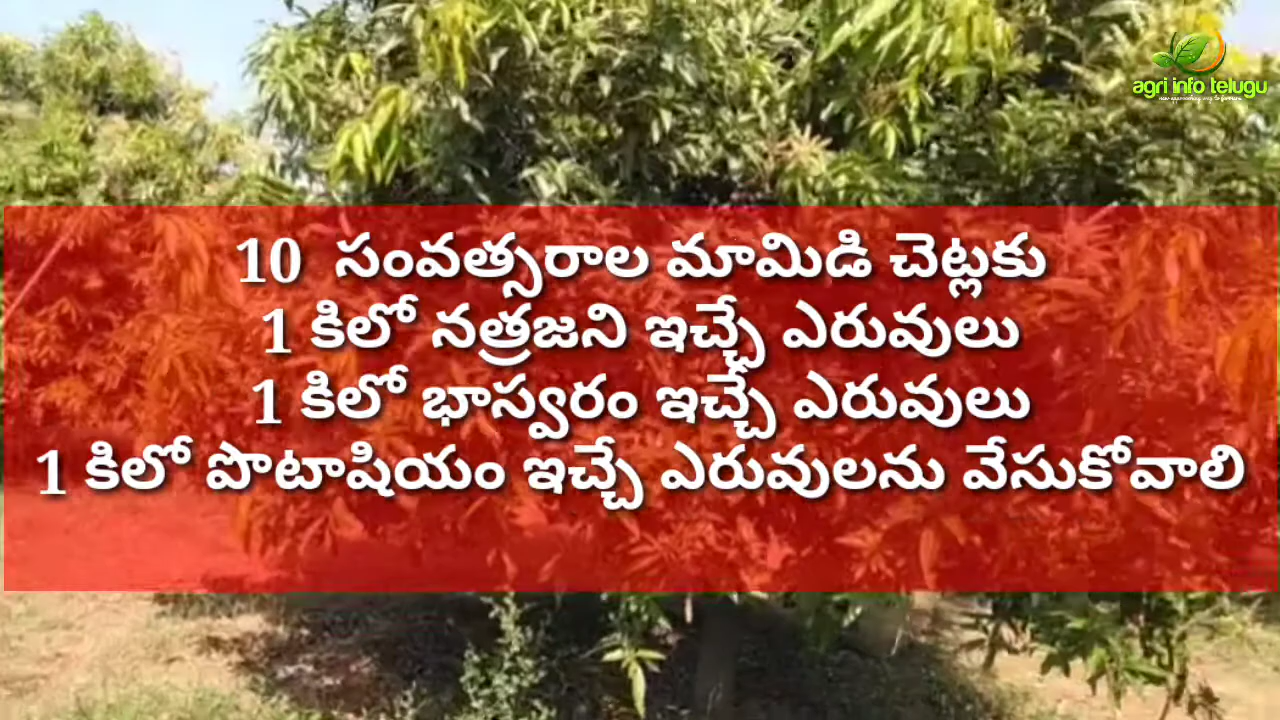 agri info telugu
10 సంవత్సరాల మామిడి చెట్లకు
1 కిలో నత్రజని ఇచ్చే ఎరువులు
1 కిలో భాస్వరం ఇచ్చే ఎరువులు
1 కిలో పొటాషియం ఇచ్చే ఎరువులను వేసుకోవాలి